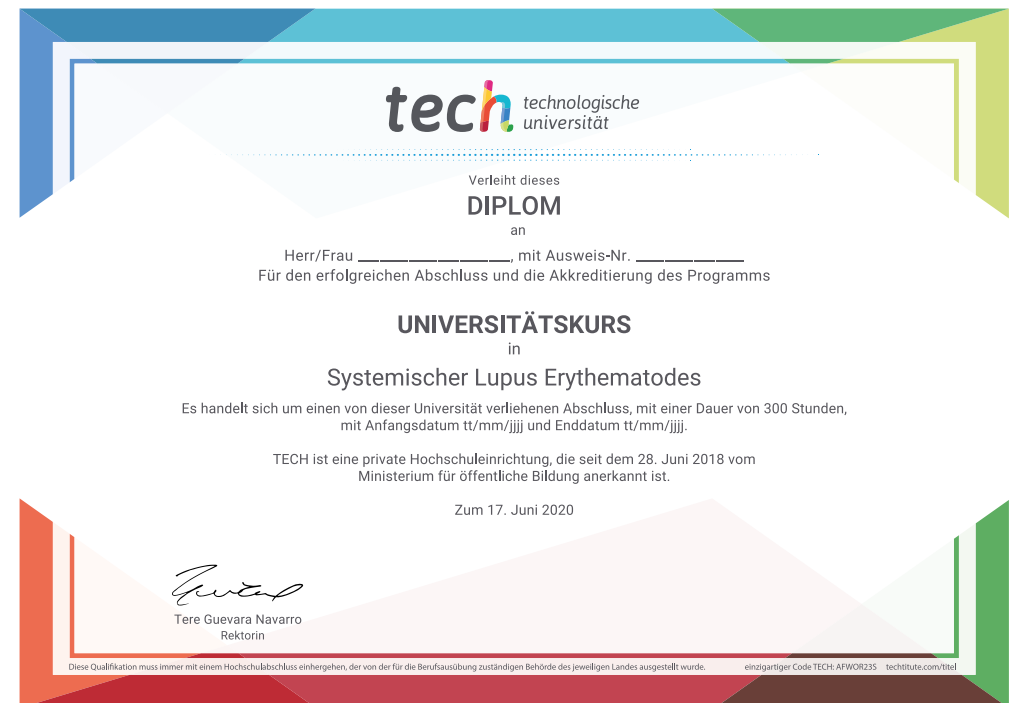 tech technologische
universität
Verleiht dieses
DIPLOM
an
Herr/Frau ____________________, mit Ausweis-Nr. ______________
Für den erfolgreichen Abschluss und die Akkreditierung des Programms
UNIVERSITÄTSKURS
in
Systemischer Lupus Erythematodes
Es handelt sich um einen von dieser Universität verliehenen Abschluss, mit einer Dauer von 300 Stunden,
mit Anfangsdatum tt/mm/jjjj und Enddatum tt/mm/jjjj.
TECH ist eine private Hochschuleinrichtung, die seit dem 28. Juni 2018 vom
Ministerium für öffentliche Bildung anerkannt ist.
Zum 17. Juni 2020
Tere Guevara Navarro
Rektorin
Diese Qualifikation muss immer mit einem Hochschulabschluss einhergehen, der von der für die Berufsausübung zuständigen Behörde des jeweiligen Landes ausgestellt wurde. einzigartiger Code TECH: AFWOR23S techtitute.com/titel